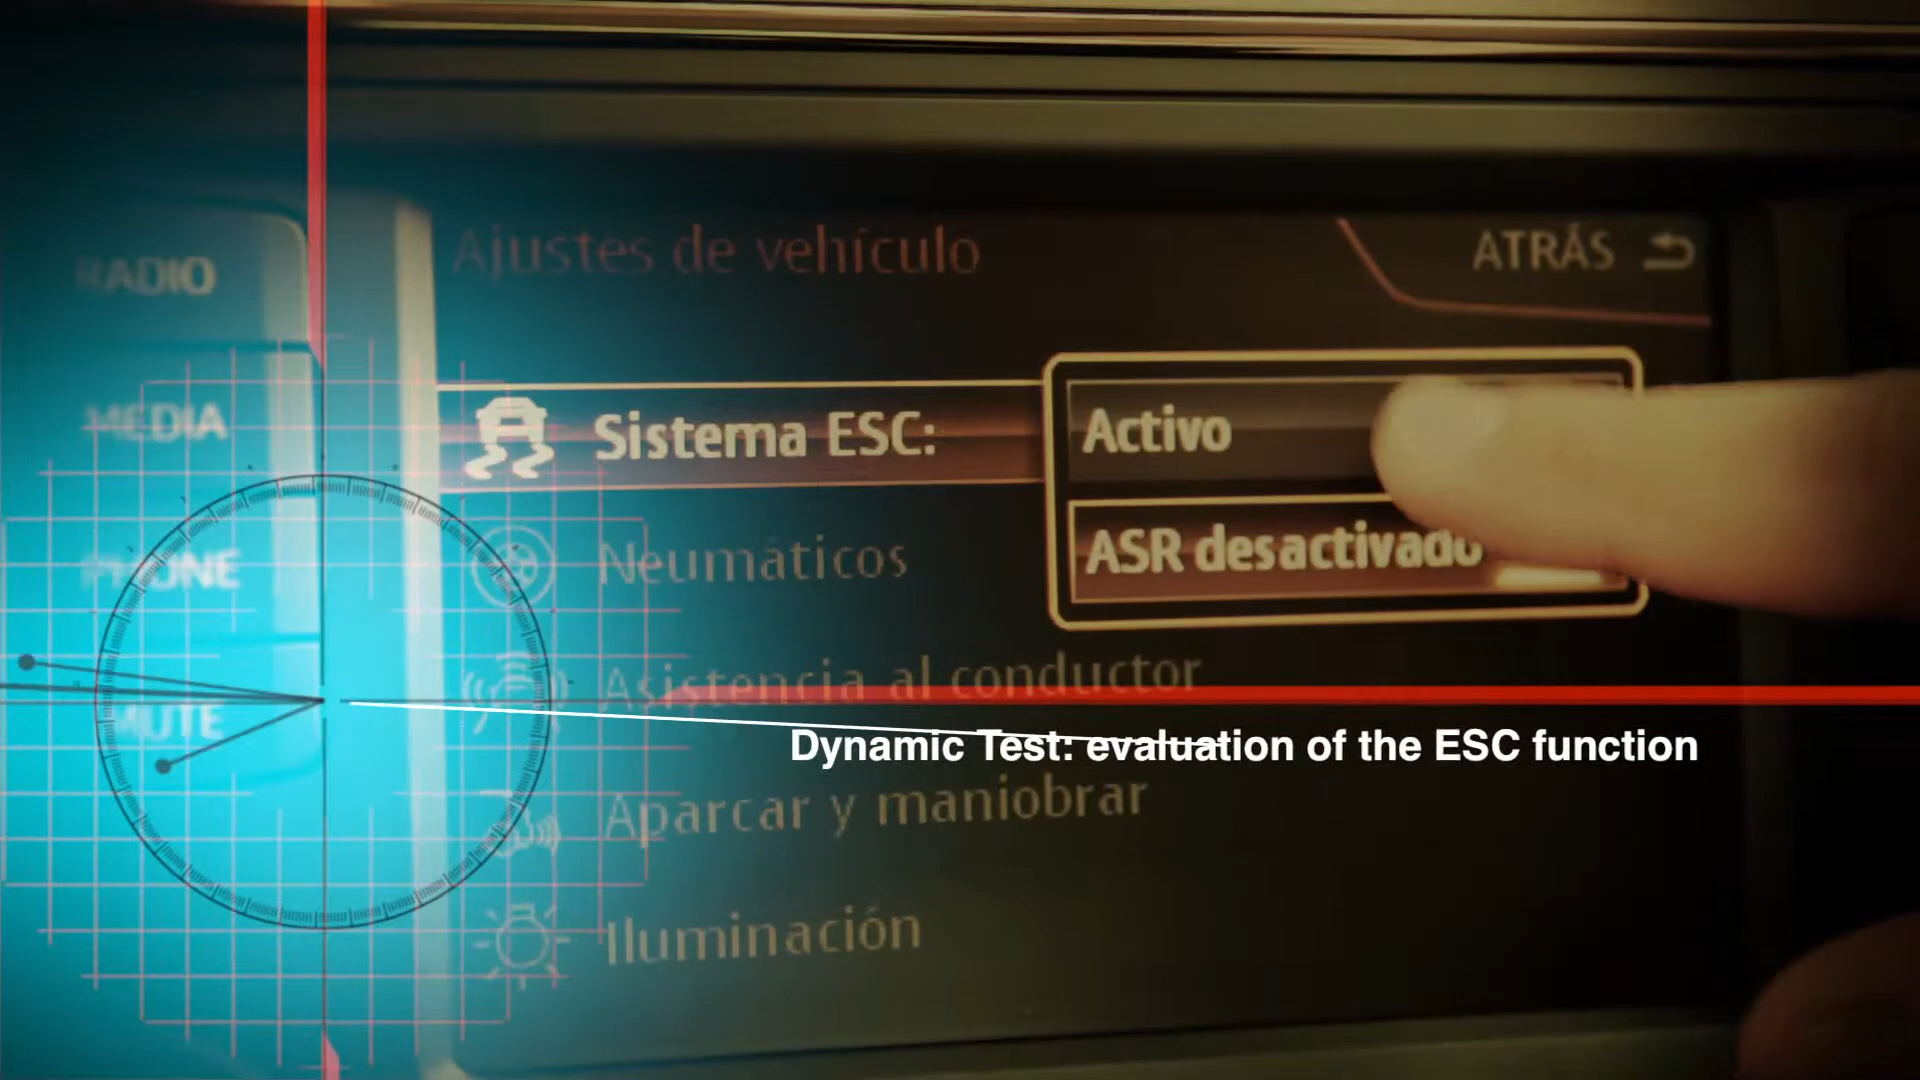 Ajustes de vehículo
ATRÁS
RADIO
MEDIA
PHONE
MUTE
Sistema ESC:
Activo
ASR desactivado
Neumáticos
Asistencia al conductor
Dynamic Test: evaluation of the ESC function
Aparcar y maniobrar
Iluminación